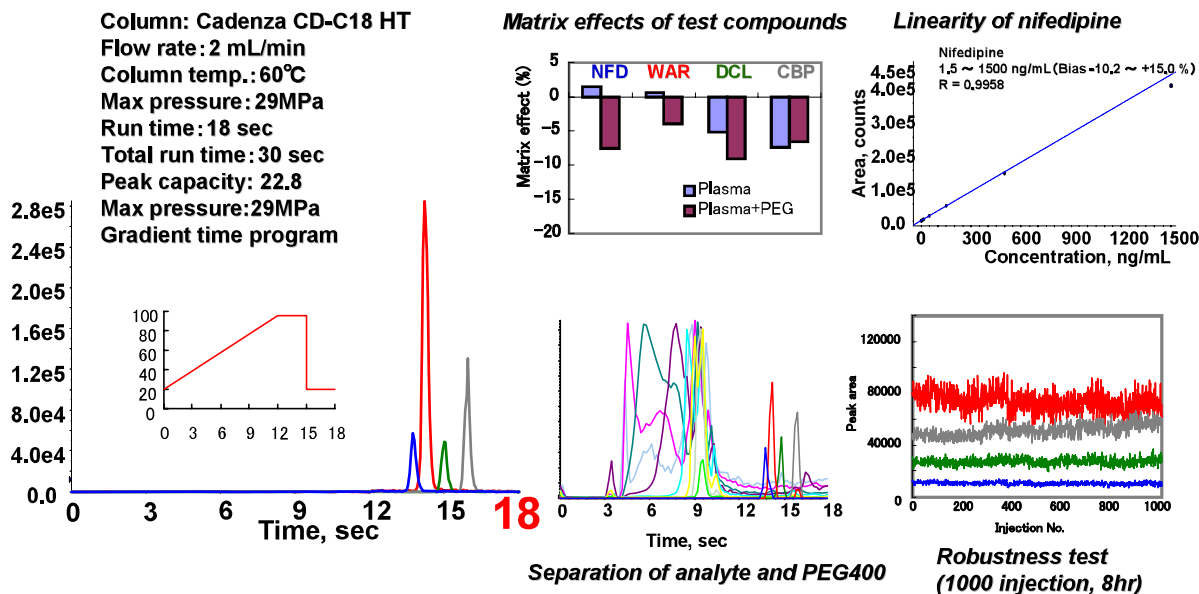 Column: Cadenza CD-C18 HT
Flow rate:2 mL/min
Column temp.:60℃
Max pressure:29MPa
Run time:18 sec
Total run time:30 sec
Peak capacity: 22.8
Max pressure:29MPa
Gradient time program
2.8e5
2.4e5
2.0e5
1.6e5
1.2e5
8.0e4
4.0e4
0.0
0 3 6 9 12 15 18
Time, sec
100
80
60
40
20
0
0 3 6 9 12 15 18
Matrix effects of test compounds
NFD WAR DCL CBP
Matrix effect (%)
5
0
−5
−10
−15
−20
Plasma
Plasma+PEG
Linearity of nifedipine
Nifedipine
1.5 ~ 1500 ng/mL (Bias -10.2 ~ +15.0 %)
R = 0.9958
Area, counts
4.5e5
4.0e5
3.0e5
2.0e5
1.0e5
0.0
0 300 600 900 1200 1500
Concentration, ng/mL
0 3 6 9 12 15 18
Time, sec
Separation of analyte and PEG400
Peak area
120000
80000
40000
0
0 200 400 600 800 1000
Injection No.
Robustness test
(1000 injection, 8hr)